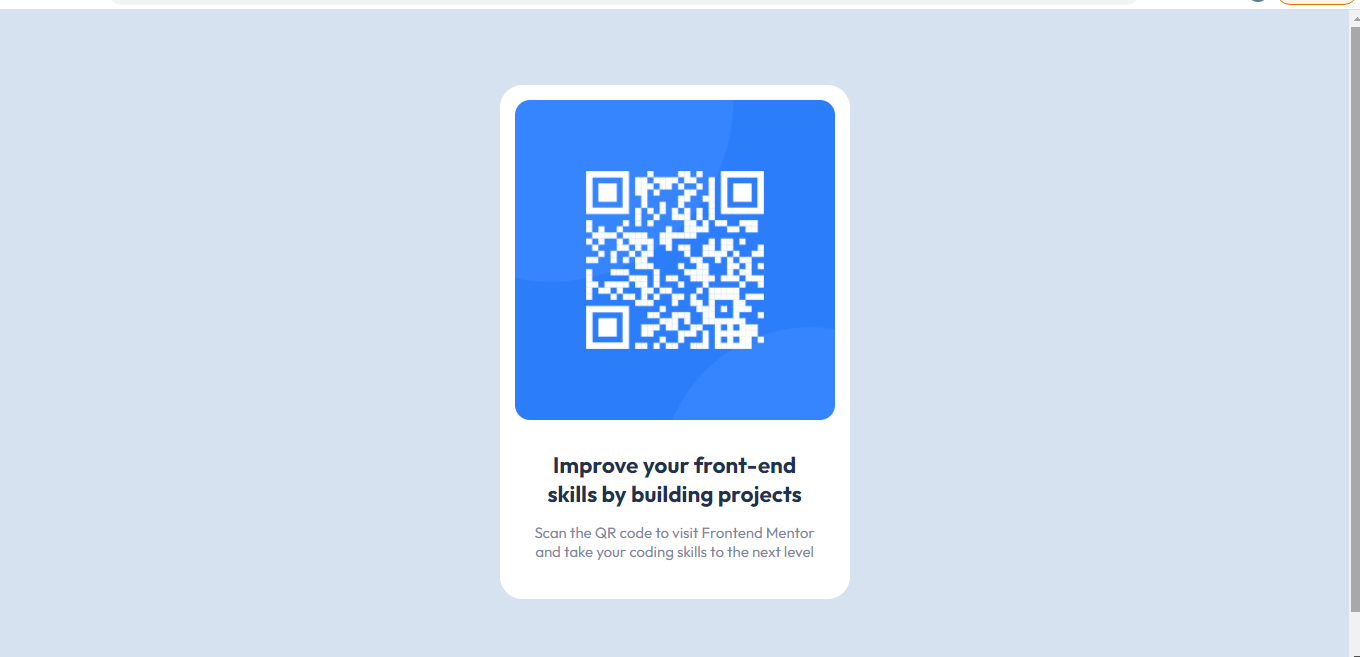 Improve your front-end
skills by building projects
Scan the QR code to visit Frontend Mentor
and take your coding skills to the next level